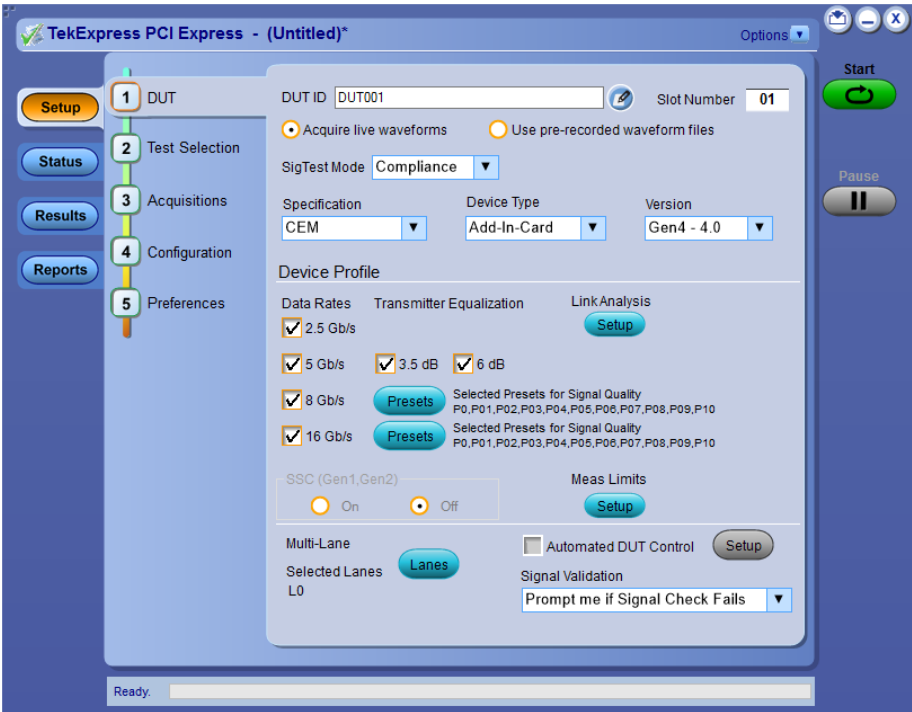 TekExpress PCI Express - (Untitled)*
Options
Start
Pause
Setup
Status
Results
Reports
1 DUT
2 Test Selection
3 Acquisitions
4 Configuration
5 Preferences
DUT ID DUT001 Slot Number 01
Acquire live waveforms Use pre-recorded waveform files
SigTest Mode Compliance
Specification Device Type Version
CEM Add-In-Card Gen4 - 4.0
Device Profile
Data Rates Transmitter Equalization Link Analysis
2.5 Gb/s Setup
5 Gb/s 3.5 dB 6 dB
8 Gb/s Presets Selected Presets for Signal Quality
P0,P01,P02,P03,P04,P05,P06,P07,P08,P09,P10
16 Gb/s Presets Selected Presets for Signal Quality
P0,P01,P02,P03,P04,P05,P06,P07,P08,P09,P10
SSC (Gen1,Gen2) Meas Limits
On Off Setup
Multi-Lane Automated DUT Control Setup
Selected Lanes Lanes
L0
Signal Validation
Prompt me if Signal Check Fails
Ready.